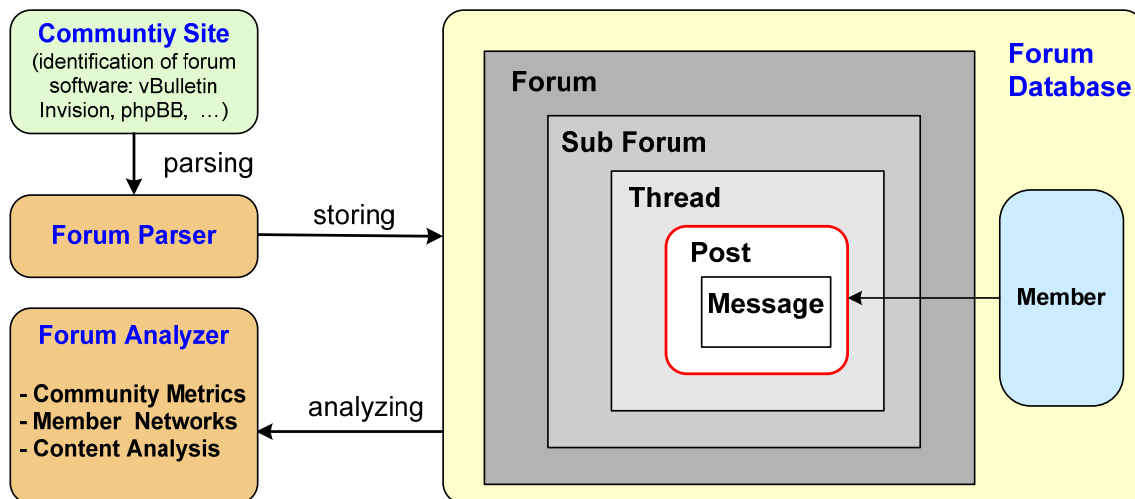 Communtiy Site
(identification of forum
software: vBulletin
Invision, phpBB, …)
parsing
Forum Parser
storing
Forum Analyzer
- Community Metrics
- Member Networks
- Content Analysis
analyzing
Forum
Database
Forum
Sub Forum
Thread
Post
Message
Member